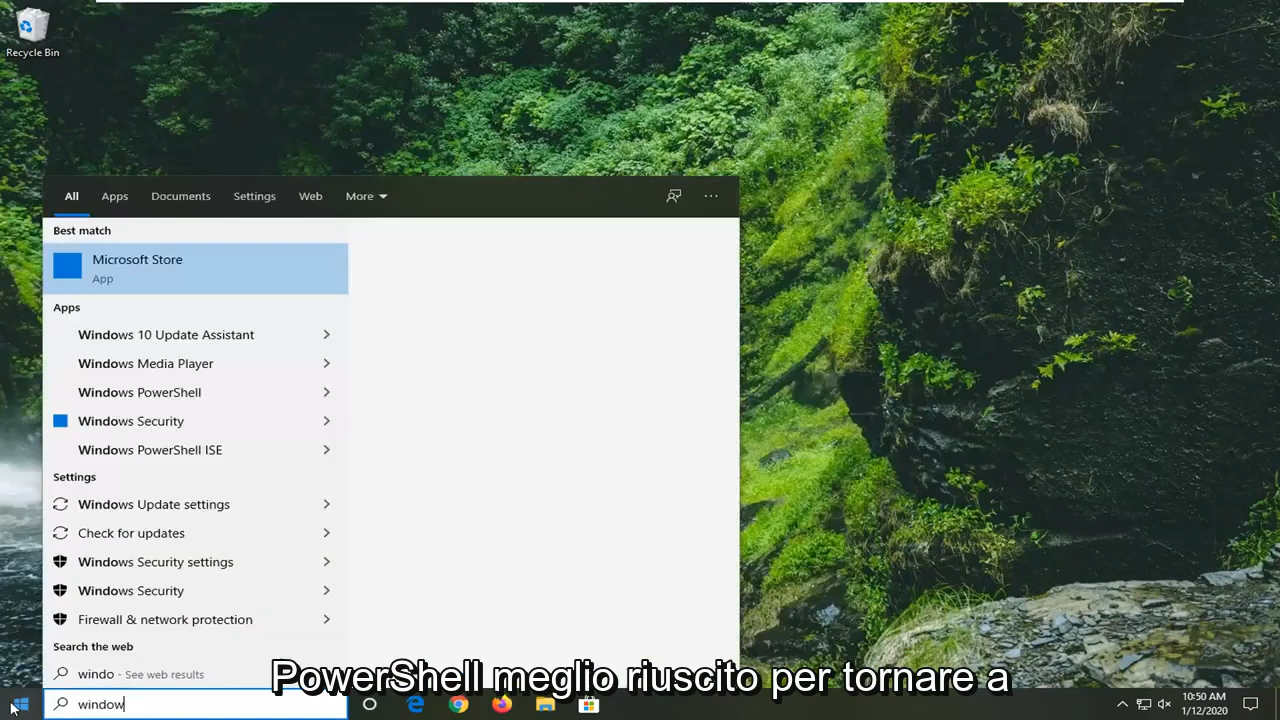 Recycle Bin
All Apps Documents Settings Web More
Best match
Microsoft Store
App
Apps
Windows 10 Update Assistant
Windows Media Player
Windows PowerShell
Windows Security
Windows PowerShell ISE
Settings
Windows Update settings
Check for updates
Windows Security settings
Windows Security
Firewall & network protection
Search the web
windo - See web results
PowerShell meglio riuscito per tornare a
window
10:50 AM
1/12/2020